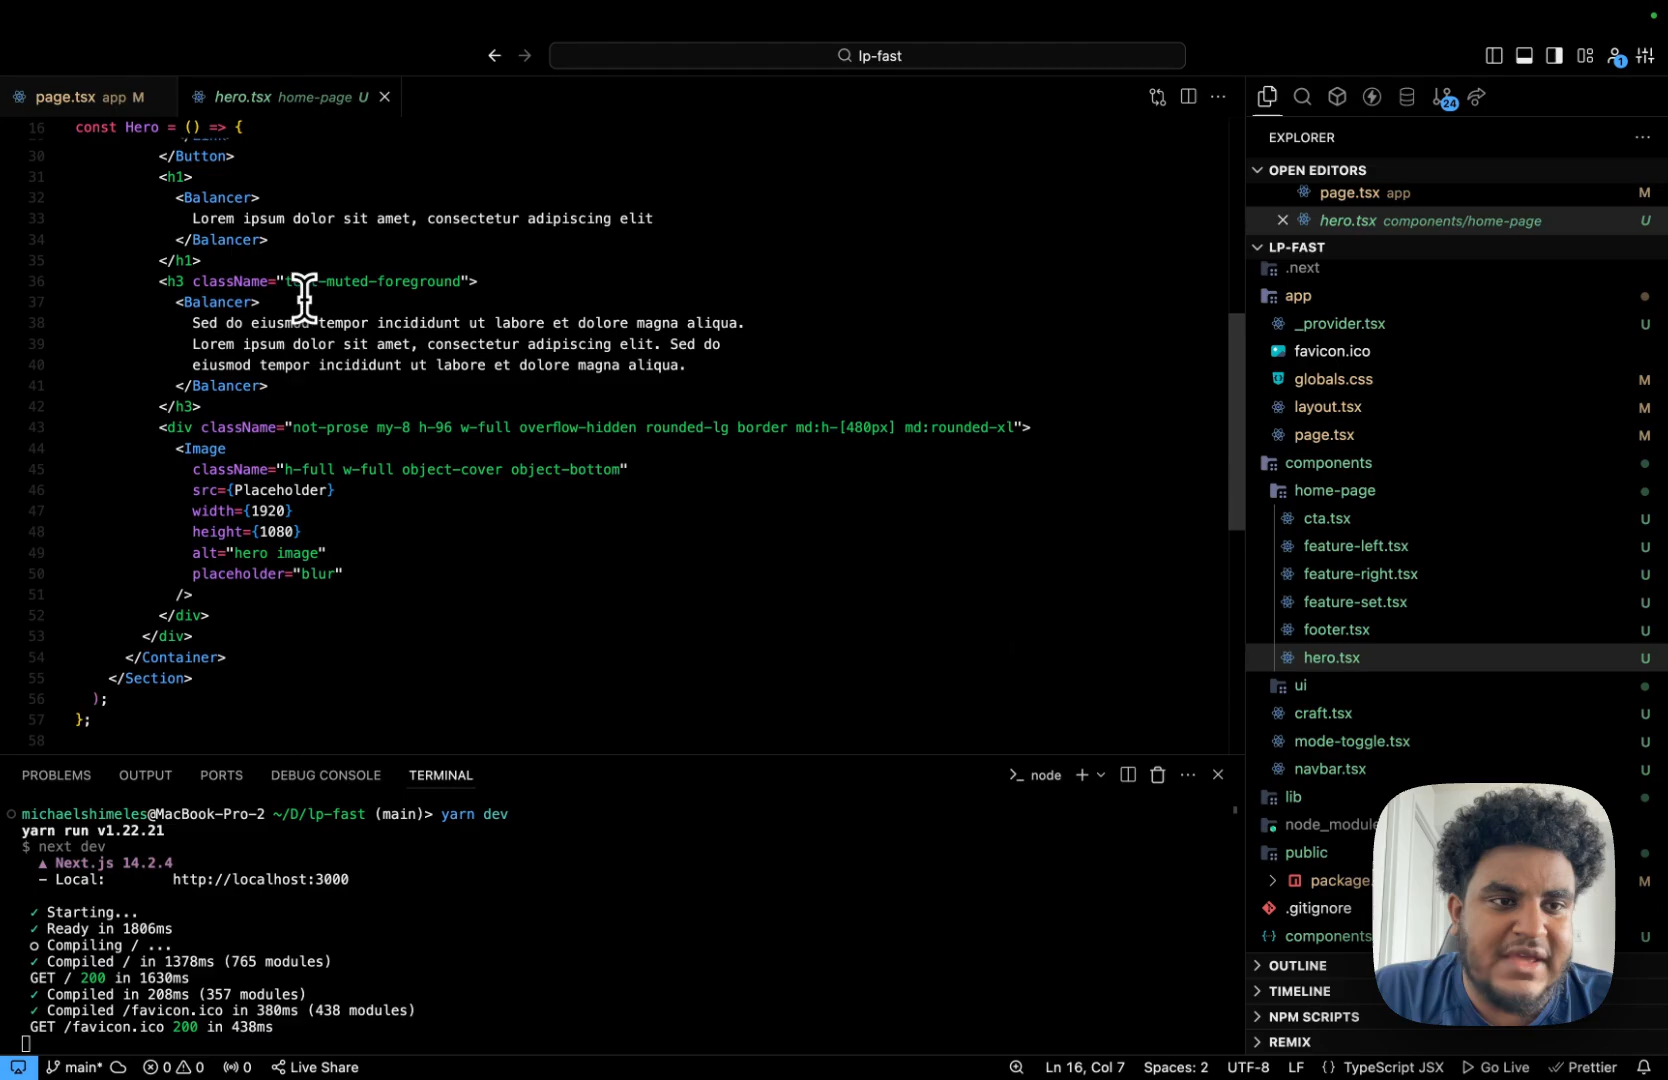 lp-fast
page.tsx app M
hero.tsx home-page U
16 const Hero = () => {
30 </Button>
31 <h1>
32 <Balancer>
33 Lorem ipsum dolor sit amet, consectetur adipiscing elit
34 </Balancer>
35 </h1>
36 <h3 className="text-muted-foreground">
37 <Balancer>
38 Sed do eiusmod tempor incididunt ut labore et dolore magna aliqua.
39 Lorem ipsum dolor sit amet, consectetur adipiscing elit. Sed do
40 eiusmod tempor incididunt ut labore et dolore magna aliqua.
41 </Balancer>
42 </h3>
43 <div className="not-prose my-8 h-96 w-full overflow-hidden rounded-lg border md:h-[480px] md:rounded-xl">
44 <Image
45 className="h-full w-full object-cover object-bottom"
46 src={Placeholder}
47 width={1920}
48 height={1080}
49 alt="hero image"
50 placeholder="blur"
51 />
52 </div>
53 </div>
54 </Container>
55 </Section>
56 );
57 };
58
PROBLEMS OUTPUT PORTS DEBUG CONSOLE TERMINAL
node
michaelshimeles@MacBook-Pro-2 ~/D/lp-fast (main)> yarn dev
yarn run v1.22.21
$ next dev
▲ Next.js 14.2.4
- Local: http://localhost:3000
✓ Starting...
✓ Ready in 1806ms
○ Compiling / ...
✓ Compiled / in 1378ms (765 modules)
GET / 200 in 1630ms
✓ Compiled in 208ms (357 modules)
✓ Compiled /favicon.ico in 380ms (438 modules)
GET /favicon.ico 200 in 438ms
1
24
EXPLORER
OPEN EDITORS
page.tsx app M
hero.tsx components/home-page U
LP-FAST
.next
app
_provider.tsx U
favicon.ico
globals.css M
layout.tsx M
page.tsx M
components
home-page
cta.tsx U
feature-left.tsx U
feature-right.tsx U
feature-set.tsx U
footer.tsx U
hero.tsx U
ui
craft.tsx U
mode-toggle.tsx U
navbar.tsx U
lib
node_module
public
package. M
.gitignore
components U
OUTLINE
TIMELINE
NPM SCRIPTS
REMIX
main* 0 0 0 Live Share
Ln 16, Col 7 Spaces: 2 UTF-8 LF {} TypeScript JSX Go Live Prettier